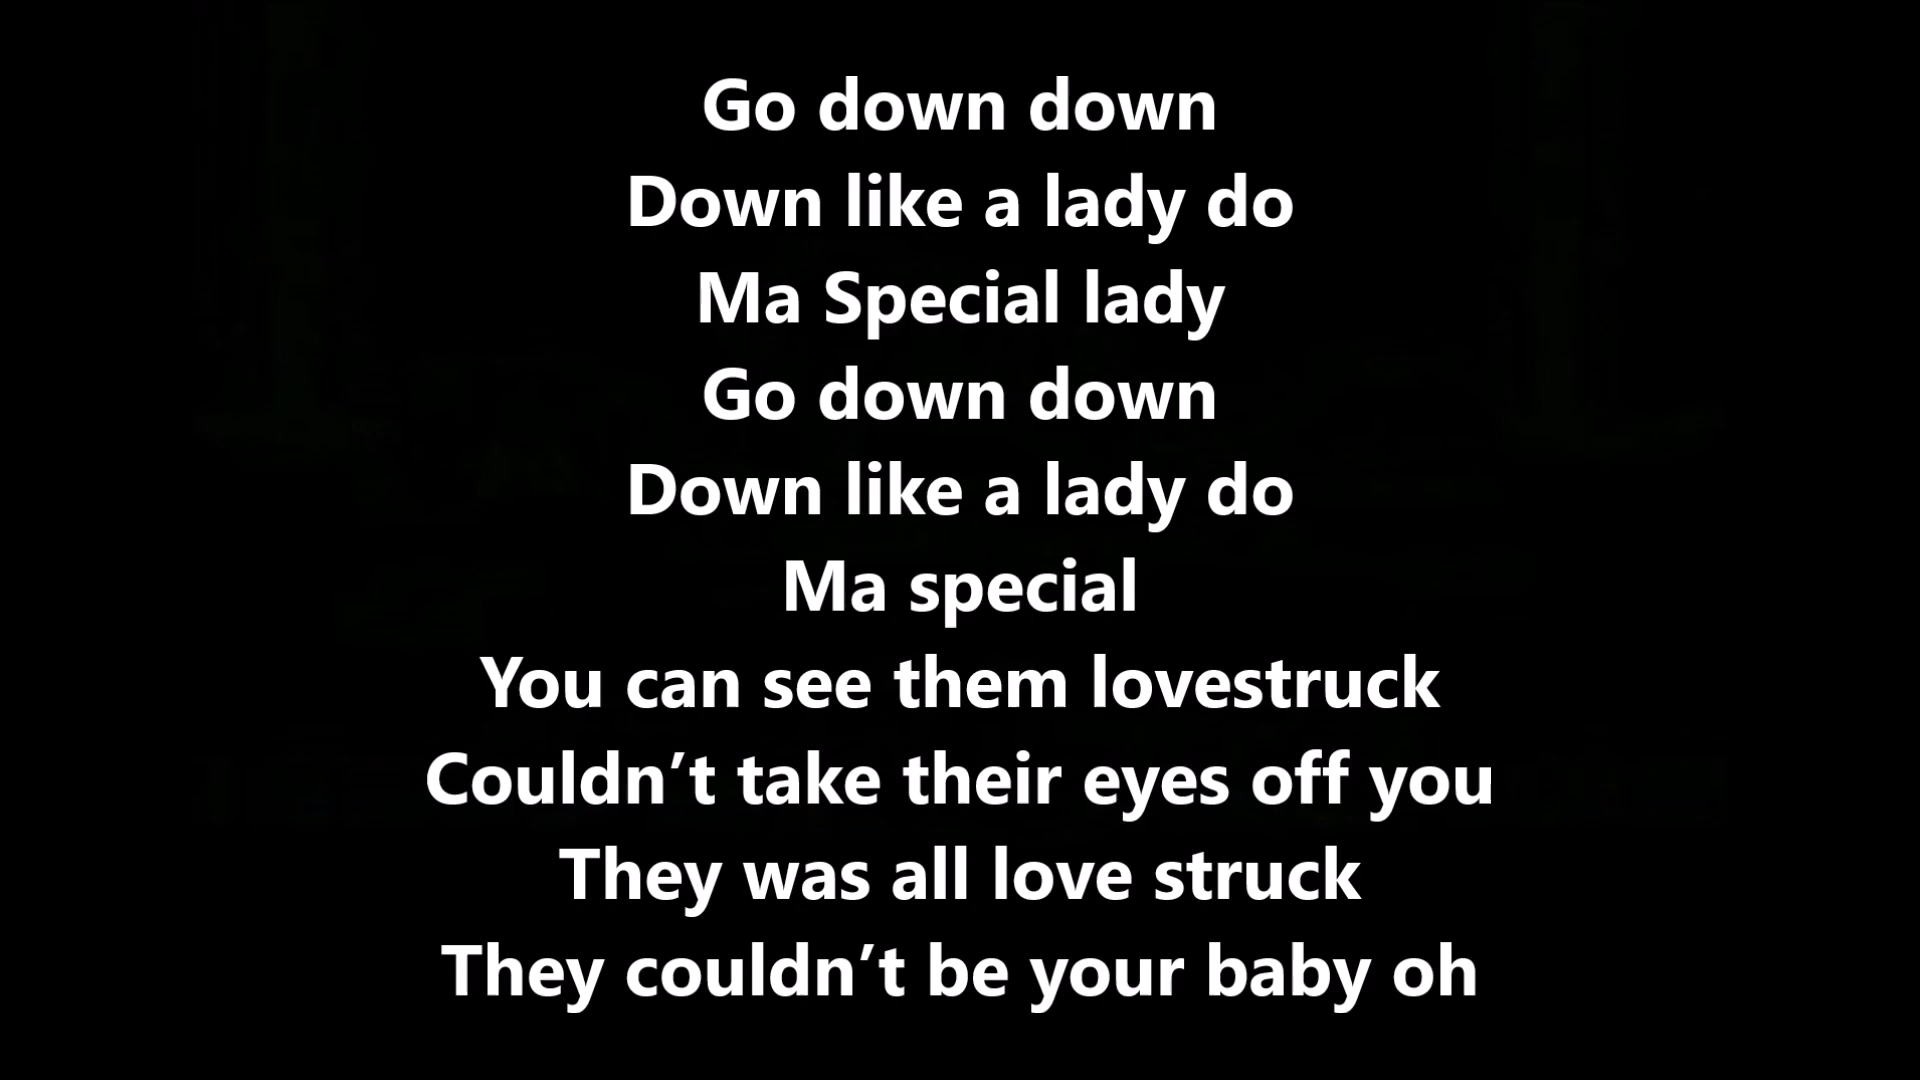 Go down down
Down like a lady do
Ma Special lady
Go down down
Down like a lady do
Ma special
You can see them lovestruck
Couldn’t take their eyes off you
They was all love struck
They couldn’t be your baby oh